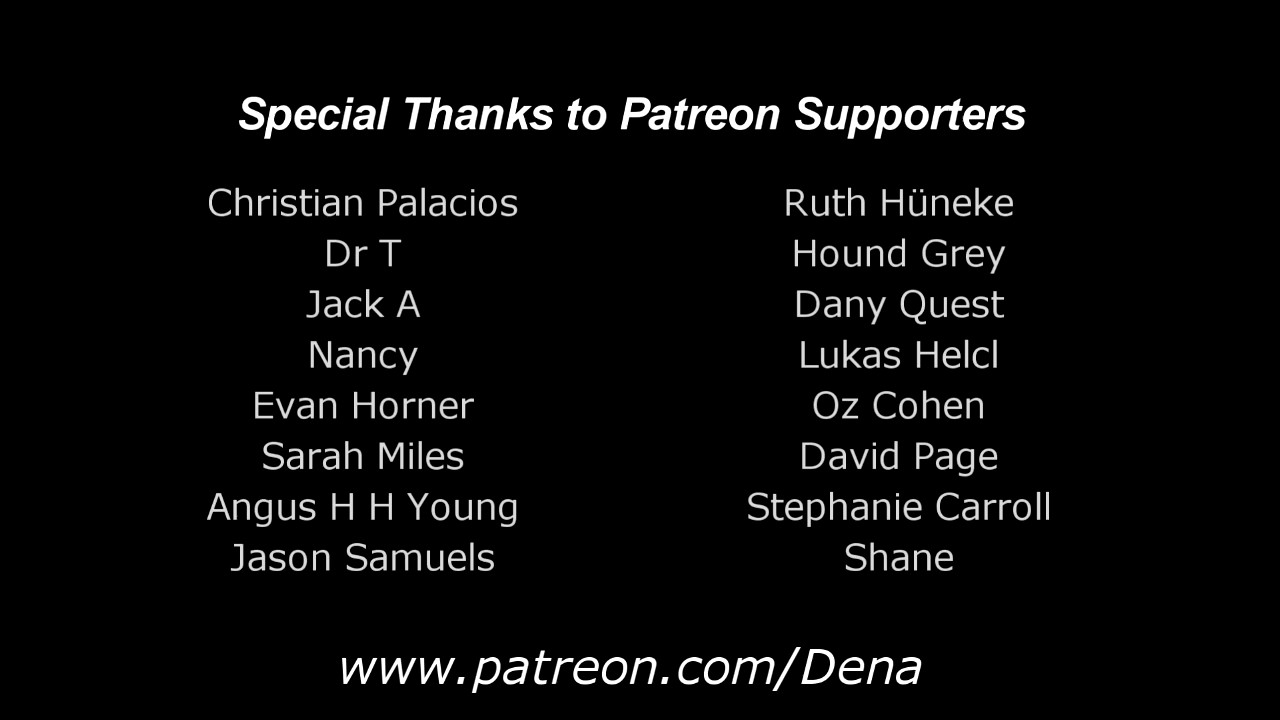 Special Thanks to Patreon Supporters
Christian Palacios
Dr T
Jack A
Nancy
Evan Horner
Sarah Miles
Angus H H Young
Jason Samuels
Ruth Hüneke
Hound Grey
Dany Quest
Lukas Helcl
Oz Cohen
David Page
Stephanie Carroll
Shane
www.patreon.com/Dena